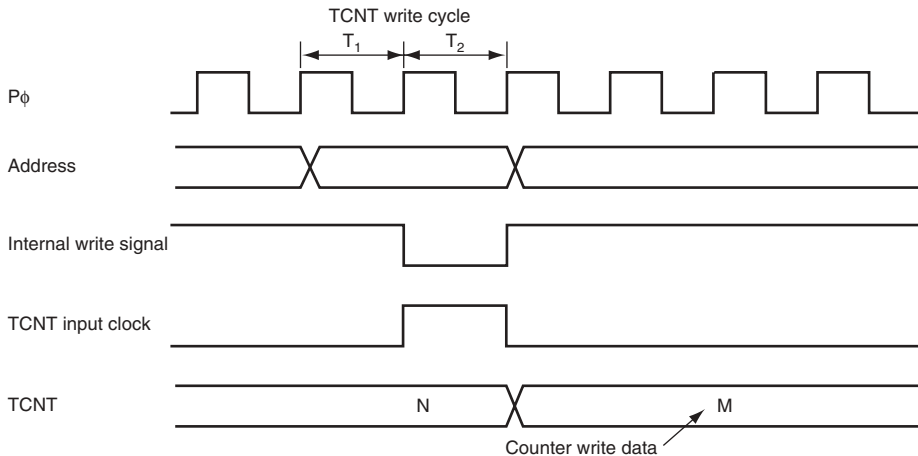 TCNT write cycle
T1 T2
Pϕ
Address
Internal write signal
TCNT input clock
TCNT N M
Counter write data